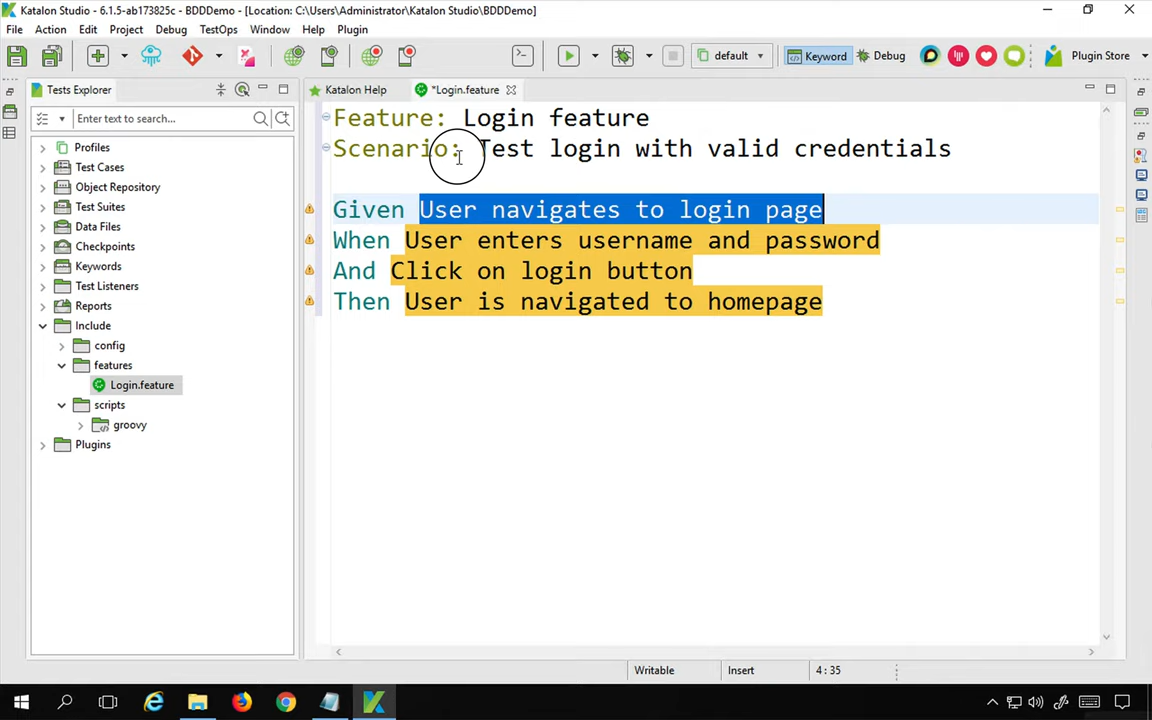 Katalon Studio - 6.1.5-ab173825c - BDDDemo - [Location: C:\Users\Administrator\Katalon Studio\BDDDemo]
File Action Project Edit Debug TestOps Window Help Plugin
default Keyword Debug Plugin Store
Tests Explorer
Katalon Help *Login.feature
Enter text to search...
Profiles
Test Cases
Object Repository
Test Suites
Data Files
Checkpoints
Keywords
Test Listeners
Reports
Include
config
features
Login.feature
scripts
groovy
Plugins
Feature: Login feature
Scenario: Test login with valid credentials
Given User navigates to login page
When User enters username and password
And Click on login button
Then User is navigated to homepage
Writable Insert 4 : 35